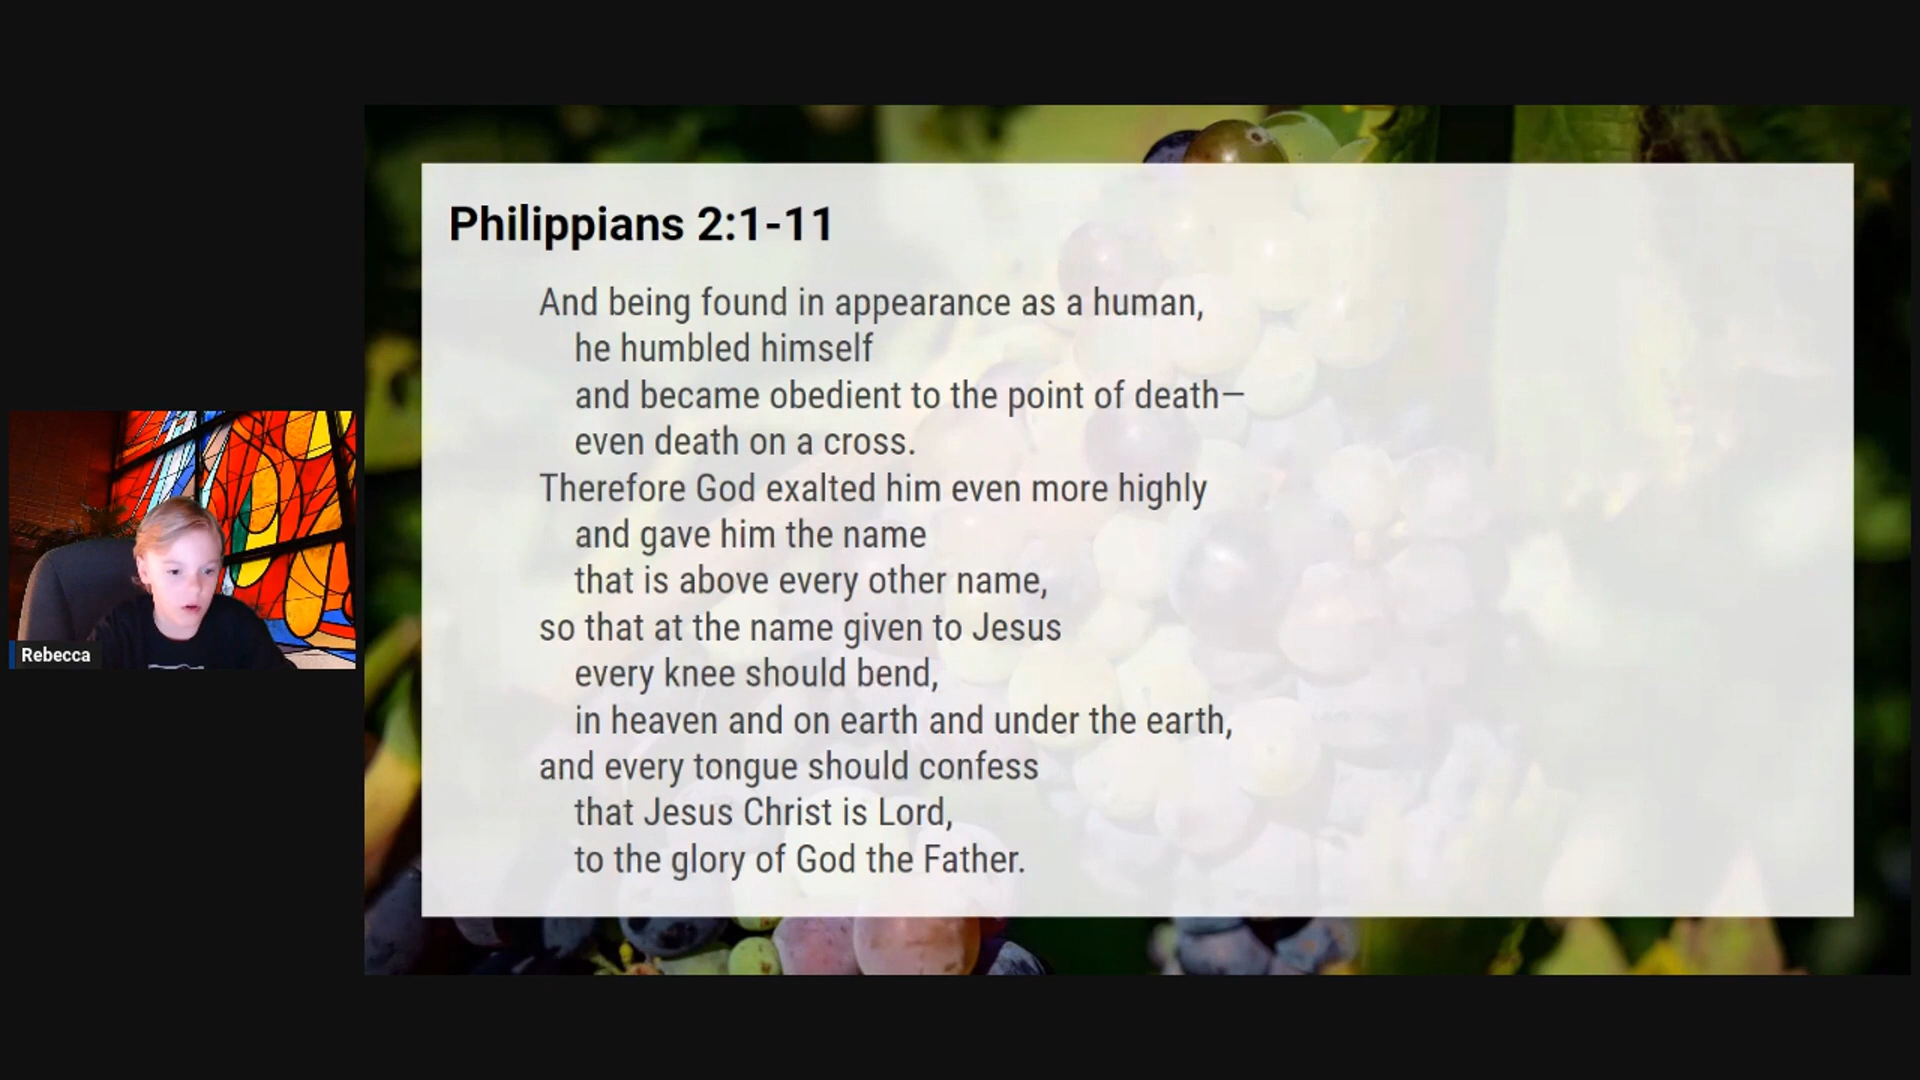 Philippians 2:1-11
And being found in appearance as a human,
he humbled himself
and became obedient to the point of death—
even death on a cross.
Therefore God exalted him even more highly
and gave him the name
that is above every other name,
so that at the name given to Jesus
every knee should bend,
in heaven and on earth and under the earth,
and every tongue should confess
that Jesus Christ is Lord,
to the glory of God the Father.
Rebecca